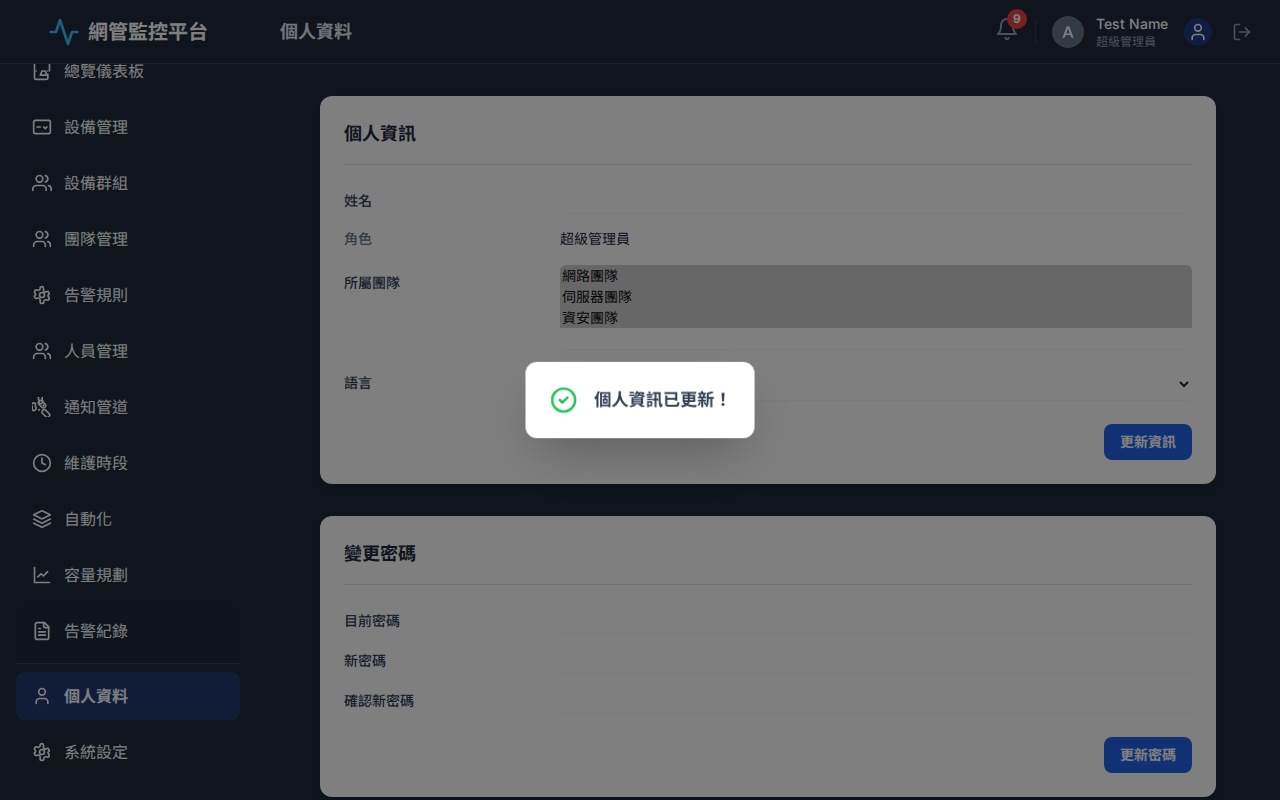 網管監控平台
個人資料
9
A
Test Name
超級管理員
總覽儀表板
設備管理
設備群組
團隊管理
告警規則
人員管理
通知管道
維護時段
自動化
容量規劃
告警紀錄
個人資料
系統設定
個人資訊
姓名
角色
超級管理員
所屬團隊
網路團隊
伺服器團隊
資安團隊
語言
個人資訊已更新！
更新資訊
變更密碼
目前密碼
新密碼
確認新密碼
更新密碼